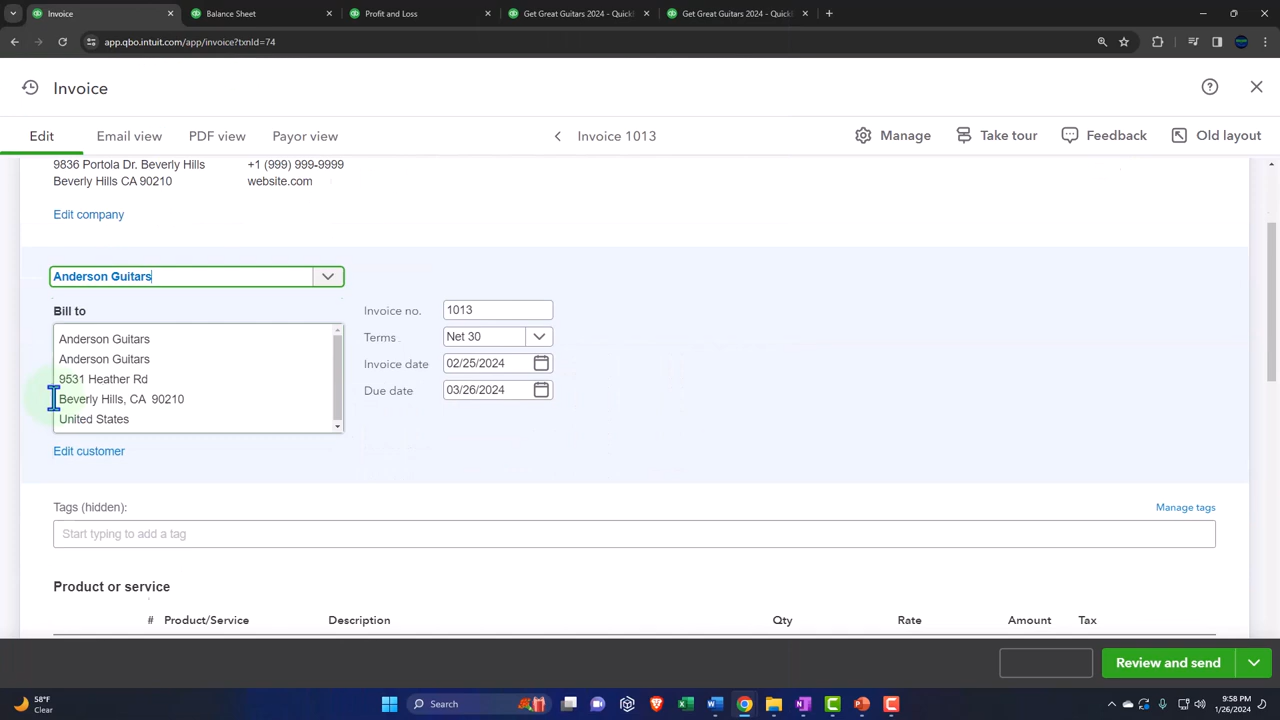 Invoice
Balance Sheet
Profit and Loss
Get Great Guitars 2024 - QuickB
Get Great Guitars 2024 - QuickB
app.qbo.intuit.com/app/invoice?txnId=74
Invoice
Edit
Email view
PDF view
Payor view
Invoice 1013
Manage
Take tour
Feedback
Old layout
9836 Portola Dr. Beverly Hills
+1 (999) 999-9999
Beverly Hills CA 90210
website.com
Edit company
Anderson Guitars
Bill to
Anderson Guitars
Anderson Guitars
9531 Heather Rd
Beverly Hills, CA 90210
United States
Invoice no.
1013
Terms
Net 30
Invoice date
02/25/2024
Due date
03/26/2024
Edit customer
Tags (hidden):
Manage tags
Start typing to add a tag
Product or service
# Product/Service Description Qty Rate Amount Tax
Review and send
58°F
Clear
Search
9:58 PM
1/26/2024